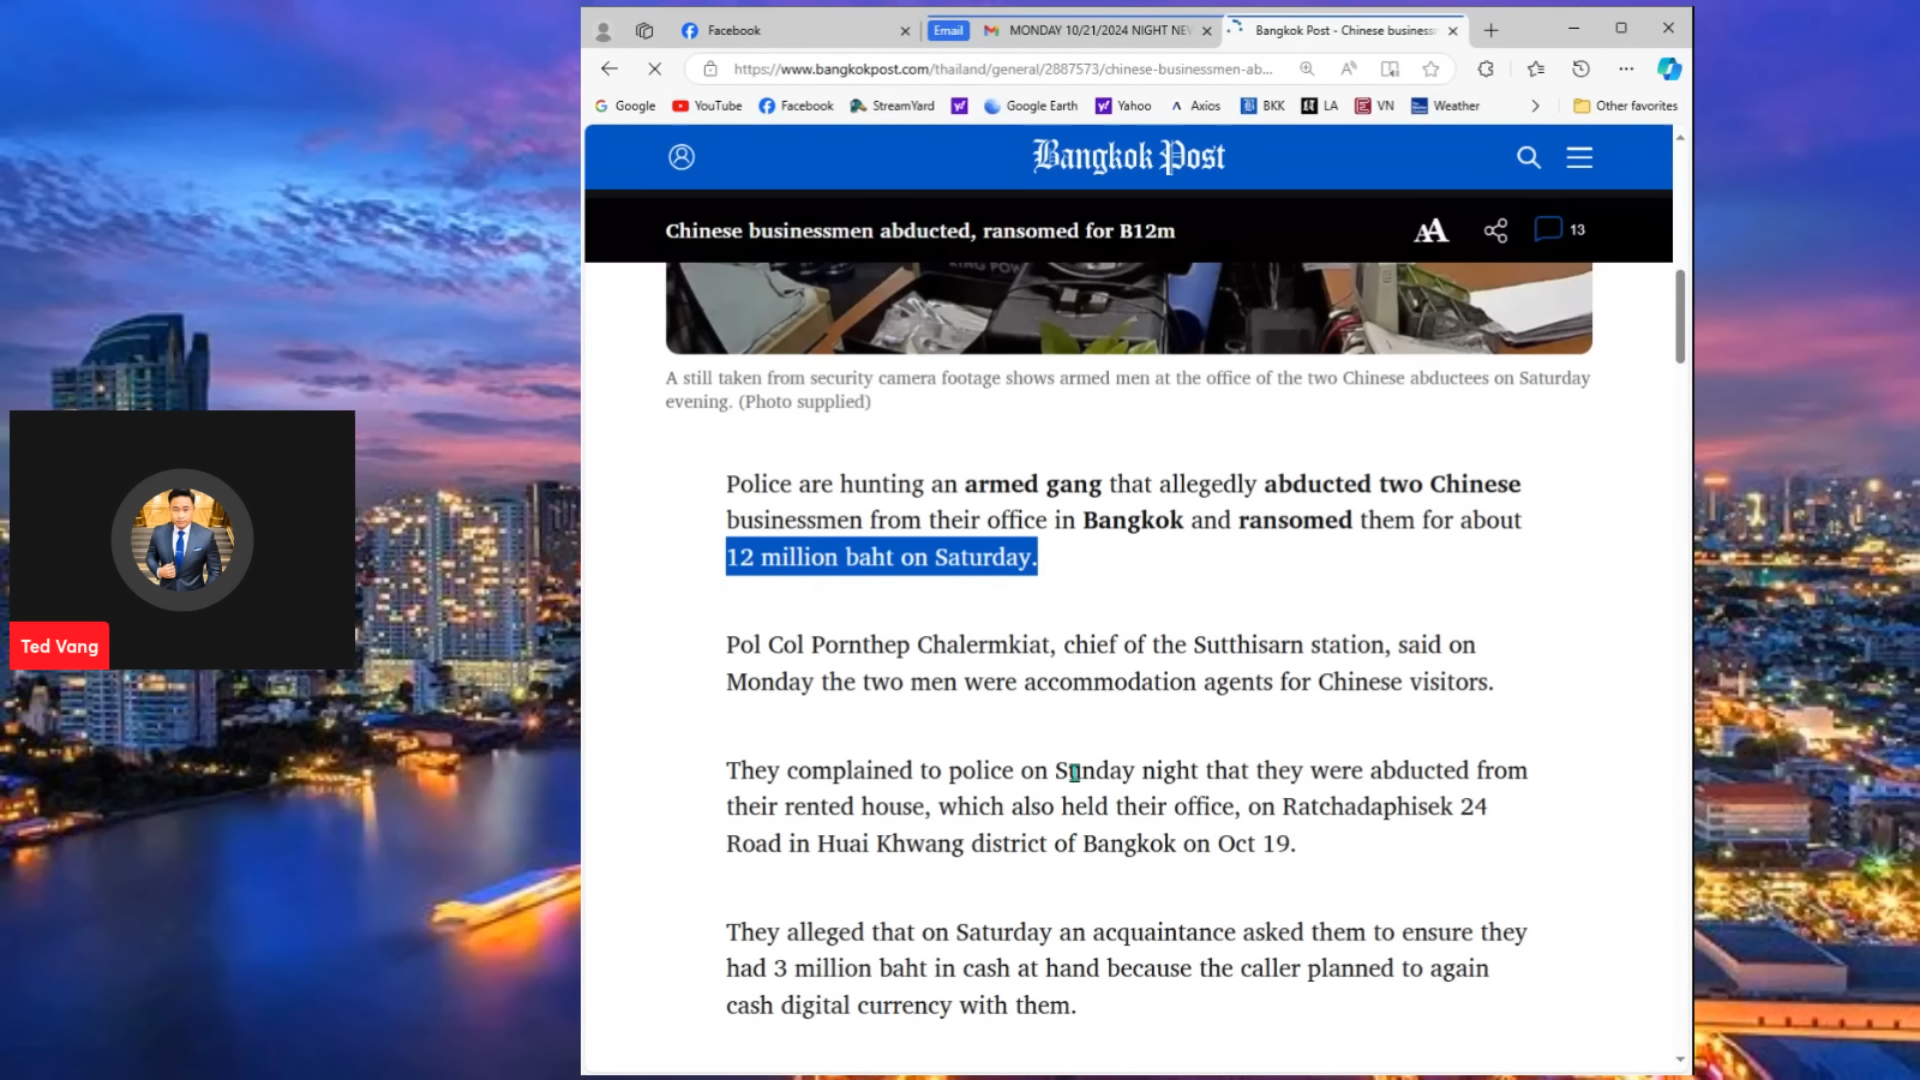 Facebook
Email
MONDAY 10/21/2024 NIGHT NEV
Bangkok Post - Chinese business
https://www.bangkokpost.com/thailand/general/2887573/chinese-businessmen-ab...
Google
YouTube
Facebook
StreamYard
Google Earth
Yahoo
Axios
BKK
LA
VN
Weather
Other favorites
Bangkok Post
Chinese businessmen abducted, ransomed for B12m
AA
13
KING POW
A still taken from security camera footage shows armed men at the office of the two Chinese abductees on Saturday
evening. (Photo supplied)
Police are hunting an armed gang that allegedly abducted two Chinese
businessmen from their office in Bangkok and ransomed them for about
12 million baht on Saturday.
Ted Vang
Pol Col Pornthep Chalermkiat, chief of the Sutthisarn station, said on
Monday the two men were accommodation agents for Chinese visitors.
They complained to police on Sunday night that they were abducted from
their rented house, which also held their office, on Ratchadaphisek 24
Road in Huai Khwang district of Bangkok on Oct 19.
They alleged that on Saturday an acquaintance asked them to ensure they
had 3 million baht in cash at hand because the caller planned to again
cash digital currency with them.